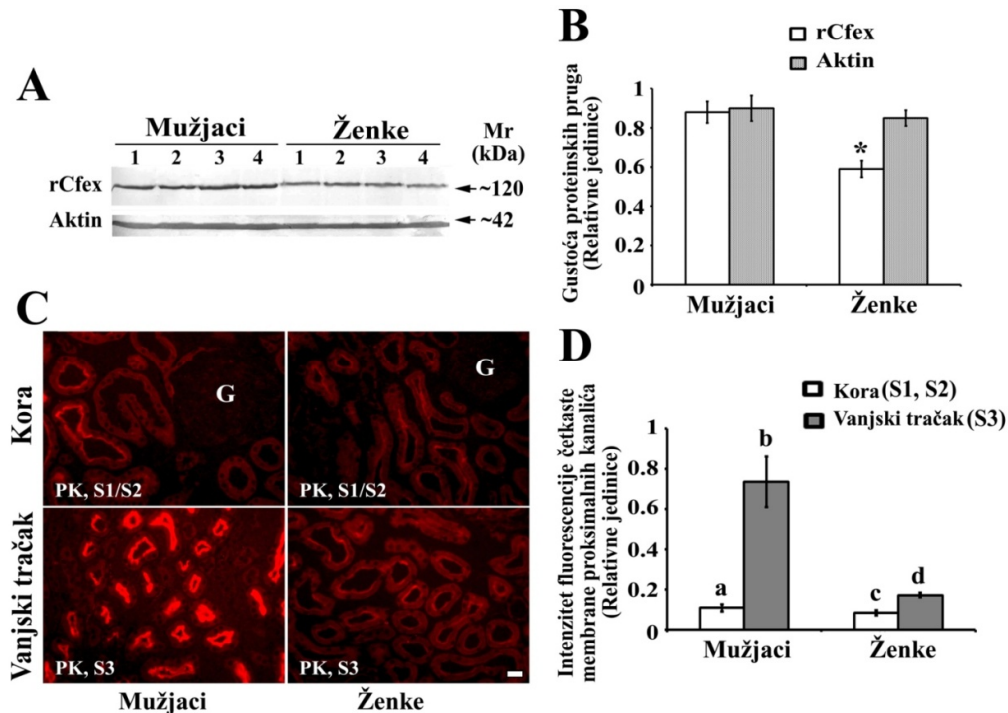 A
Mužjaci
Ženke
Mr
(kDa)
1 2 3 4 1 2 3 4
rCfex
~120
Aktin
~42
B
rCfex
Aktin
Gustoća proteinskih pruga
(Relativne jedinice)
1
0.8
0.6
0.4
0.2
0
*
Mužjaci
Ženke
C
Kora
Vanjski tračak
G
G
PK, S1/S2
PK, S1/S2
PK, S3
PK, S3
Mužjaci
Ženke
D
Kora (S1, S2)
Vanjski tračak (S3)
Intenzitet fluorescencije četkaste
membrane proksimalnih kanalića
(Relativne jedinice)
1
0.8
0.6
0.4
0.2
0
a
b
c
d
Mužjaci
Ženke